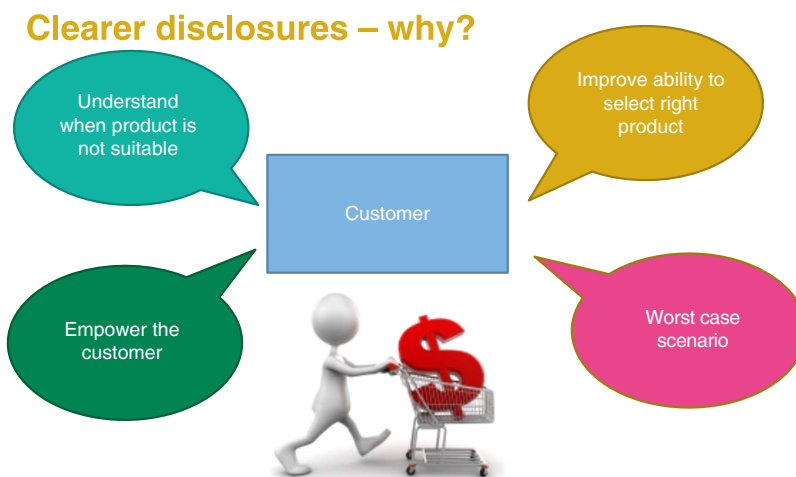 Clearer disclosures – why?
Understand
when product is
not suitable
Improve ability to
select right
product
Customer
Empower the
customer
Worst case
scenario
$